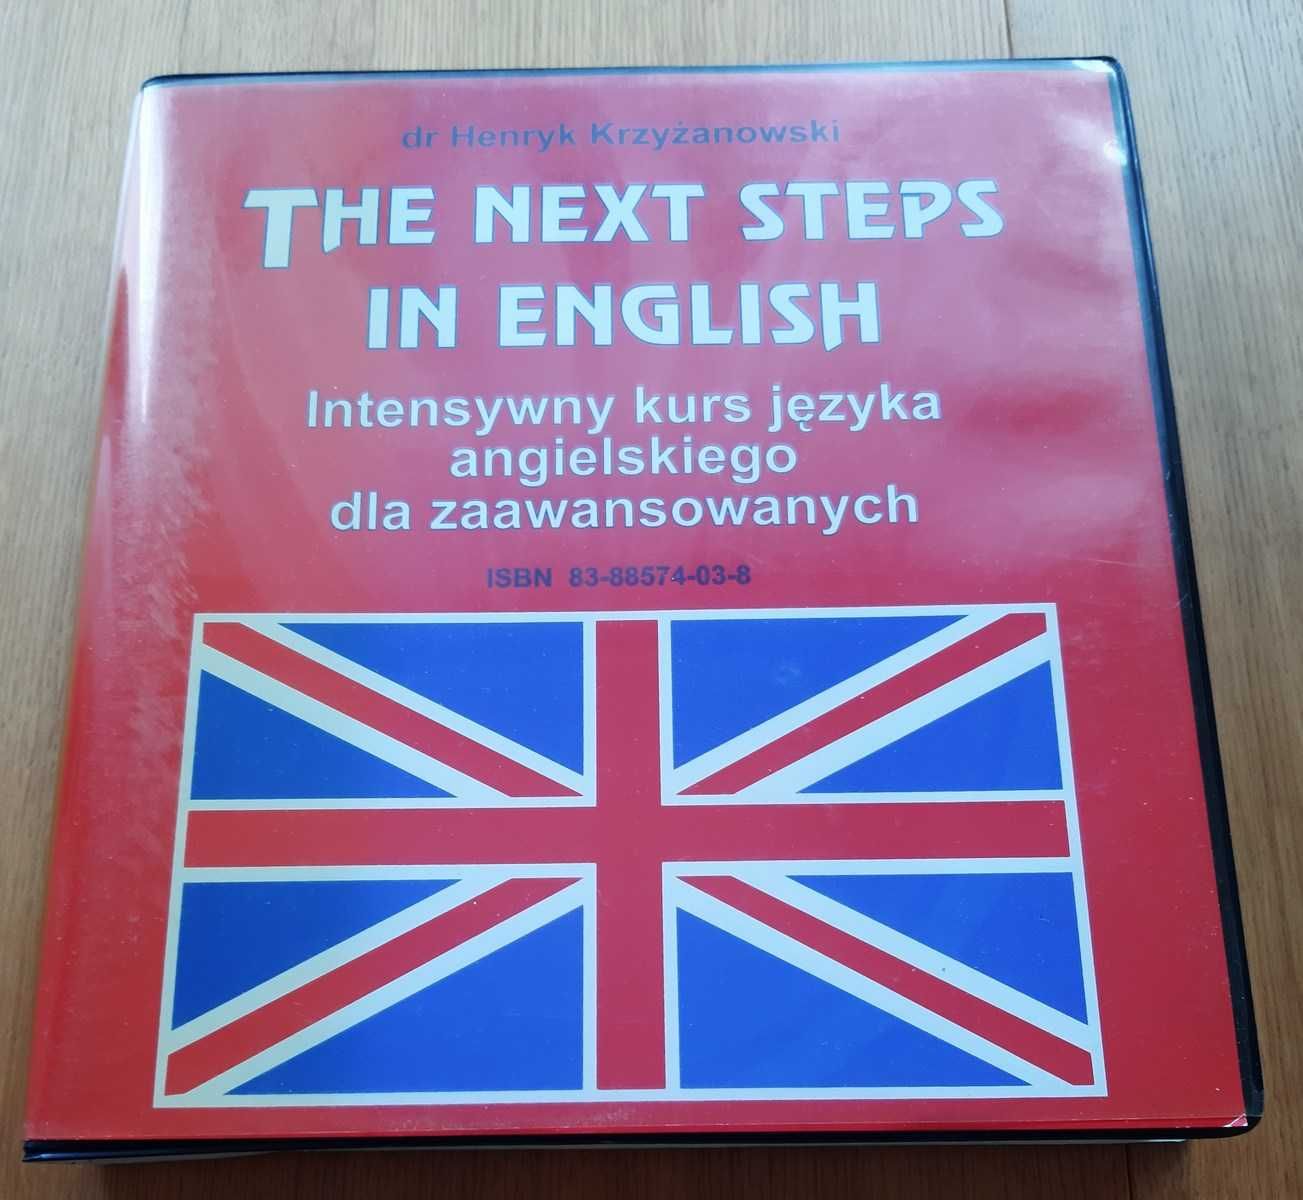 dr Henryk Krzyżanowski
THE NEXT STEPS
IN ENGLISH
Intensywny kurs języka
angielskiego
dla zaawansowanych
ISBN 83-88574-03-8